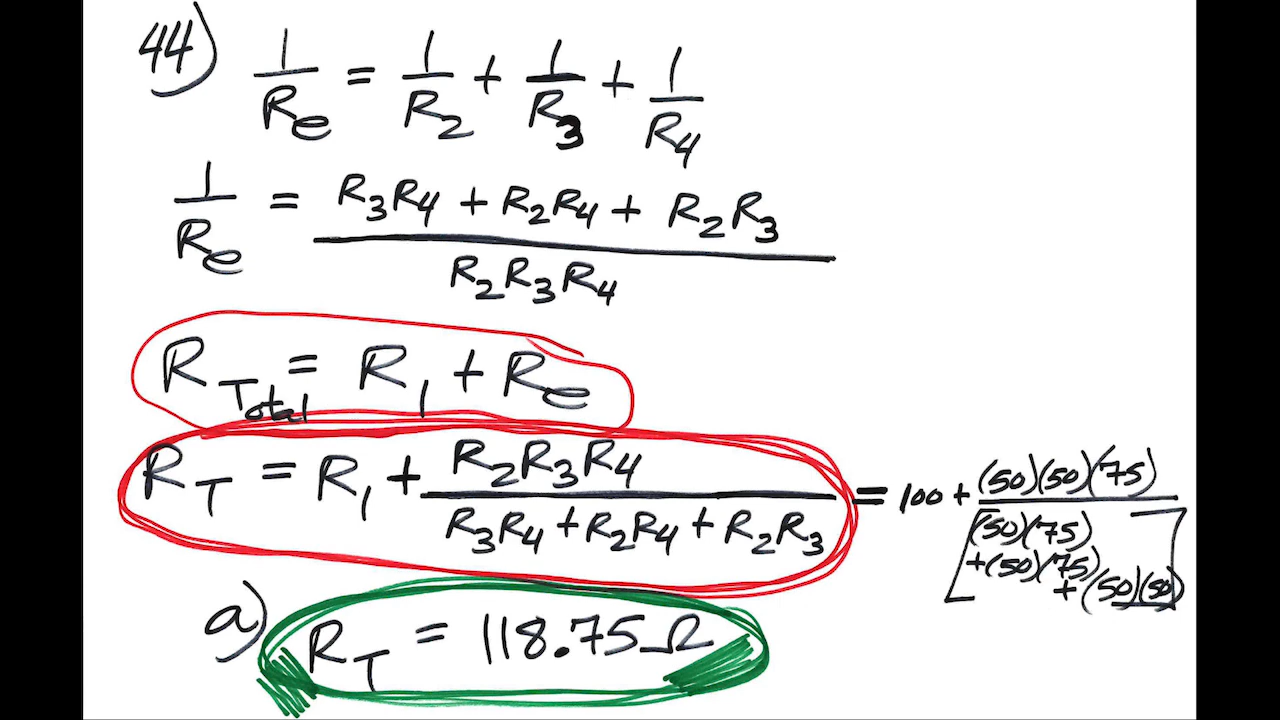 44) 1/Re = 1/R2 + 1/R3 + 1/R4
1/Re = (R3R4 + R2R4 + R2R3)/(R2R3R4)
RTotal = R1 + Re
RT = R1 + (R2R3R4)/(R3R4 + R2R4 + R2R3) = 100 + (50)(50)(75)/[(50)(75) + (50)(75) + (50)(50)]
a) RT = 118.75Ω